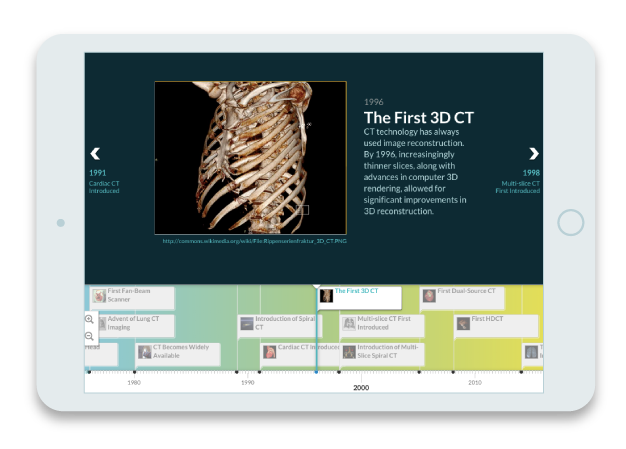 1996
The First 3D CT
CT technology has always
used image reconstruction.
By 1996, increasingingly
thinner slices, along with
advances in computer 3D
rendering, allowed for
significant improvements in
3D reconstruction.
1991
Cardiac CT
Introduced
1998
Multi-slice CT
First Introduced
http://commons.wikimedia.org/wiki/File:Rippenserienfraktur_3D_CT.PNG
First Fan-Beam
Scanner
The First 3D CT
First Dual-Source CT
Advent of Lung CT
Imaging
Introduction of Spiral
CT
Multi-slice CT First
Introduced
First HDCT
Head
CT Becomes Widely
Available
Cardiac CT Introduced
Introduction of Multi-
Slice Spiral CT
1980
1990
2000
2010